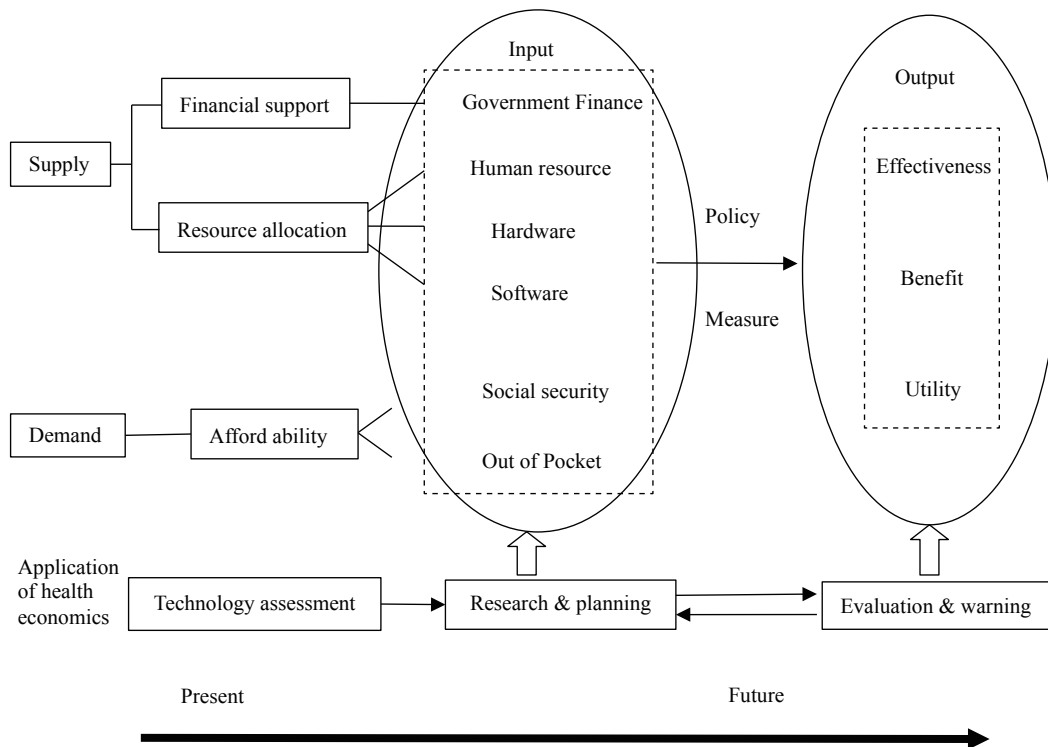 Input
Output
Financial support
Government Finance
Supply
Human resource
Effectiveness
Resource allocation
Hardware
Policy
Software
Benefit
Measure
Social security
Utility
Demand
Afford ability
Out of Pocket
Application
of health
economics
Technology assessment
Research & planning
Evaluation & warning
Present
Future